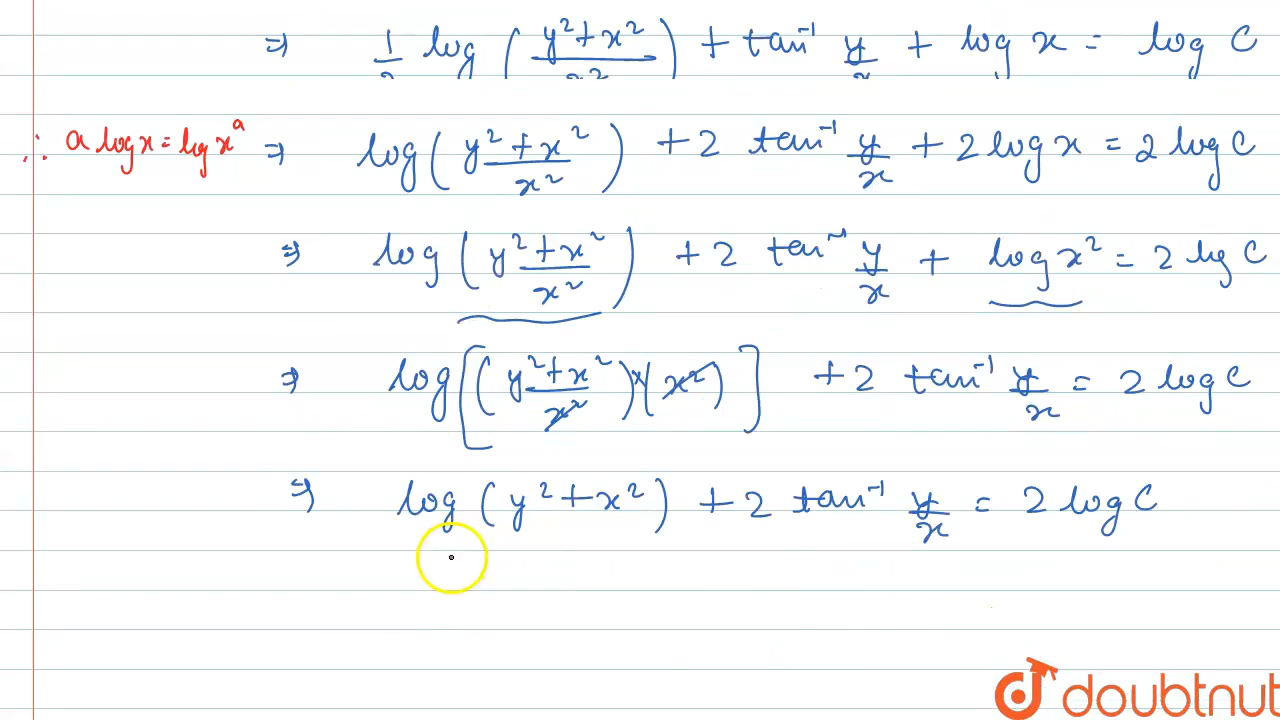 ⇒ 1/2 log (y²+x²/x²) + tan⁻¹ y/x + log x = log C
∴ a log x = log xᵃ ⇒ log (y²+x²/x²) + 2 tan⁻¹ y/x + 2 log x = 2 log C
⇒ log (y²+x²/x²) + 2 tan⁻¹ y/x + log x² = 2 lg C
⇒ log [(y²+x²/x²)×(x²)] + 2 tan⁻¹ y/x = 2 log C
⇒ log (y²+x²) + 2 tan⁻¹ y/x = 2 log C
doubtnut